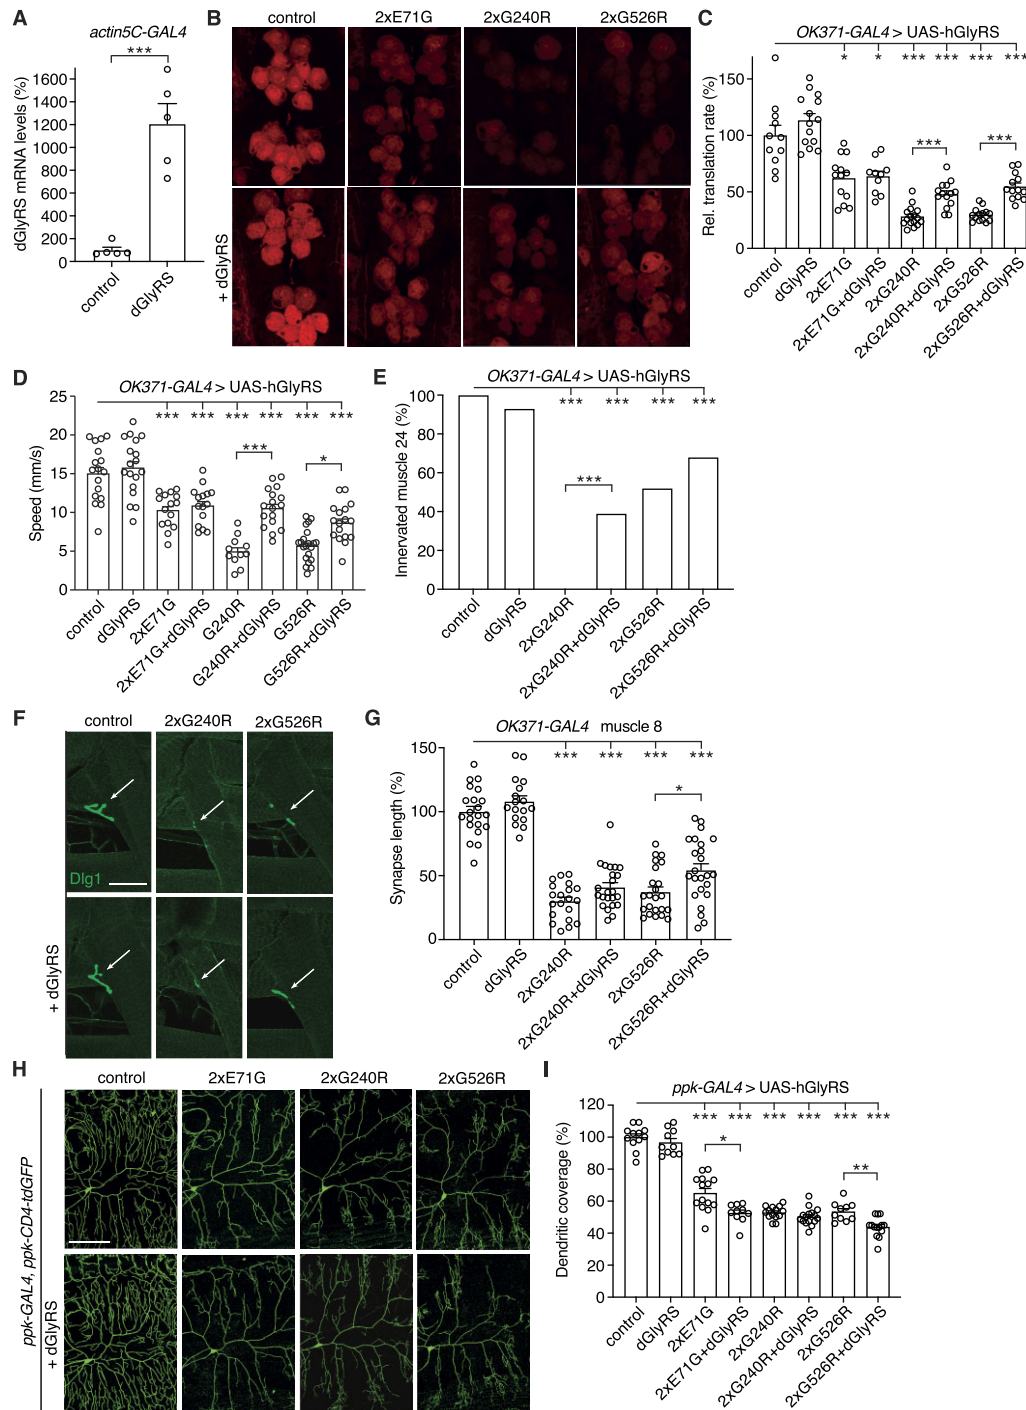 A
actin5C-GAL4
***
dGlyRS mRNA levels (%)
1600
1400
1200
1000
800
600
400
200
0
control
dGlyRS
B
control
2xE71G
2xG240R
2xG526R
+ dGlyRS
C
OK371-GAL4 > UAS-hGlyRS
* * *** *** *** ***
*** ***
Rel. translation rate (%)
150
100
50
0
control
dGlyRS
2xE71G
2xE71G+dGlyRS
2xG240R
2xG240R+dGlyRS
2xG526R
2xG526R+dGlyRS
D
OK371-GAL4 > UAS-hGlyRS
*** *** *** *** *** ***
*** *
Speed (mm/s)
25
20
15
10
5
0
control
dGlyRS
2xE71G
2xE71G+dGlyRS
G240R
G240R+dGlyRS
G526R
G526R+dGlyRS
E
OK371-GAL4 > UAS-hGlyRS
*** *** *** ***
***
Innervated muscle 24 (%)
100
80
60
40
20
0
control
dGlyRS
2xG240R
2xG240R+dGlyRS
2xG526R
2xG526R+dGlyRS
F
control
2xG240R
2xG526R
Dlg1
+ dGlyRS
G
OK371-GAL4 muscle 8
*** *** *** ***
*
Synapse length (%)
150
100
50
0
control
dGlyRS
2xG240R
2xG240R+dGlyRS
2xG526R
2xG526R+dGlyRS
H
control
2xE71G
2xG240R
2xG526R
ppk-GAL4, ppk-CD4-tdGFP
+ dGlyRS
I
ppk-GAL4 > UAS-hGlyRS
*** *** *** *** *** ***
* **
Dendritic coverage (%)
120
100
80
60
40
20
0
control
dGlyRS
2xE71G
2xE71G+dGlyRS
2xG240R
2xG240R+dGlyRS
2xG526R
2xG526R+dGlyRS